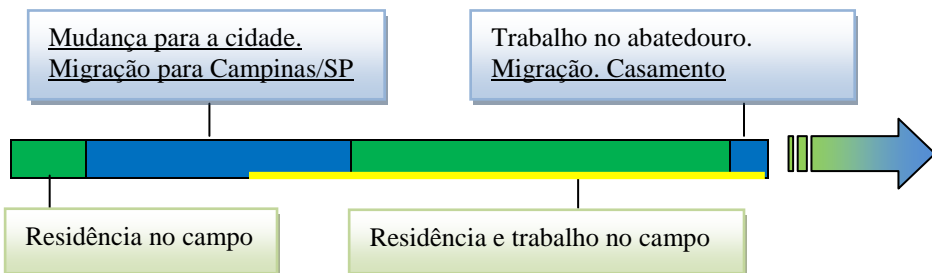 Mudança para a cidade.
Migração para Campinas/SP
Trabalho no abatedouro.
Migração. Casamento
Residência no campo
Residência e trabalho no campo